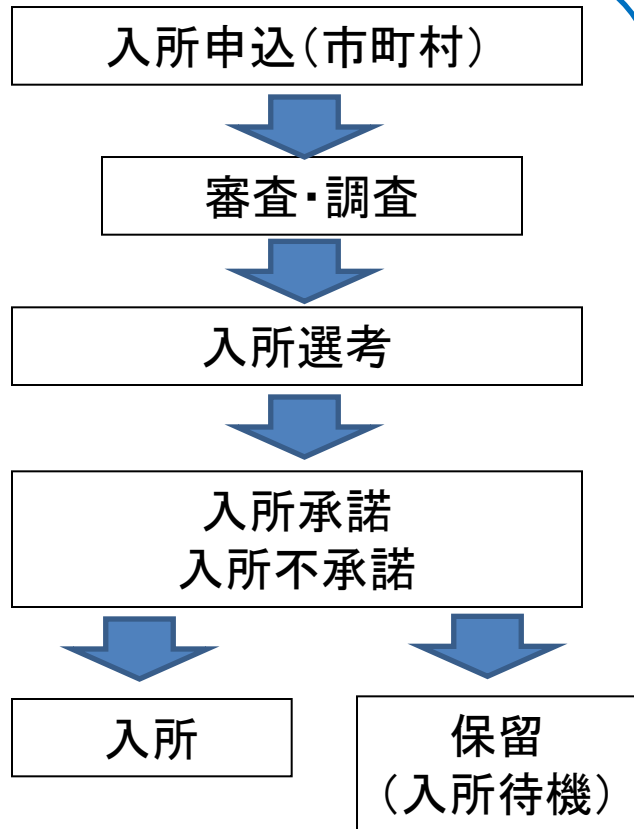 入所申込（市町村）
審査・調査
入所選考
入所承諾
入所不承諾
入所
保留
（入所待機）